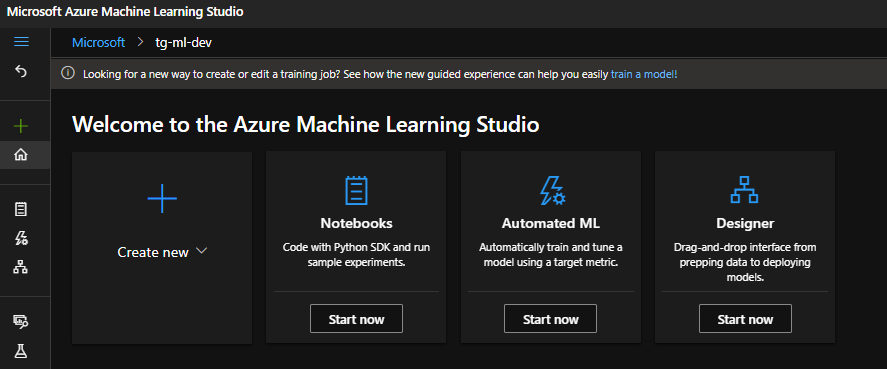 Microsoft Azure Machine Learning Studio
Microsoft > tg-ml-dev
Looking for a new way to create or edit a training job? See how the new guided experience can help you easily train a model!
Welcome to the Azure Machine Learning Studio
Create new
Notebooks
Code with Python SDK and run
sample experiments.
Start now
Automated ML
Automatically train and tune a
model using a target metric.
Start now
Designer
Drag-and-drop interface from
prepping data to deploying
models.
Start now